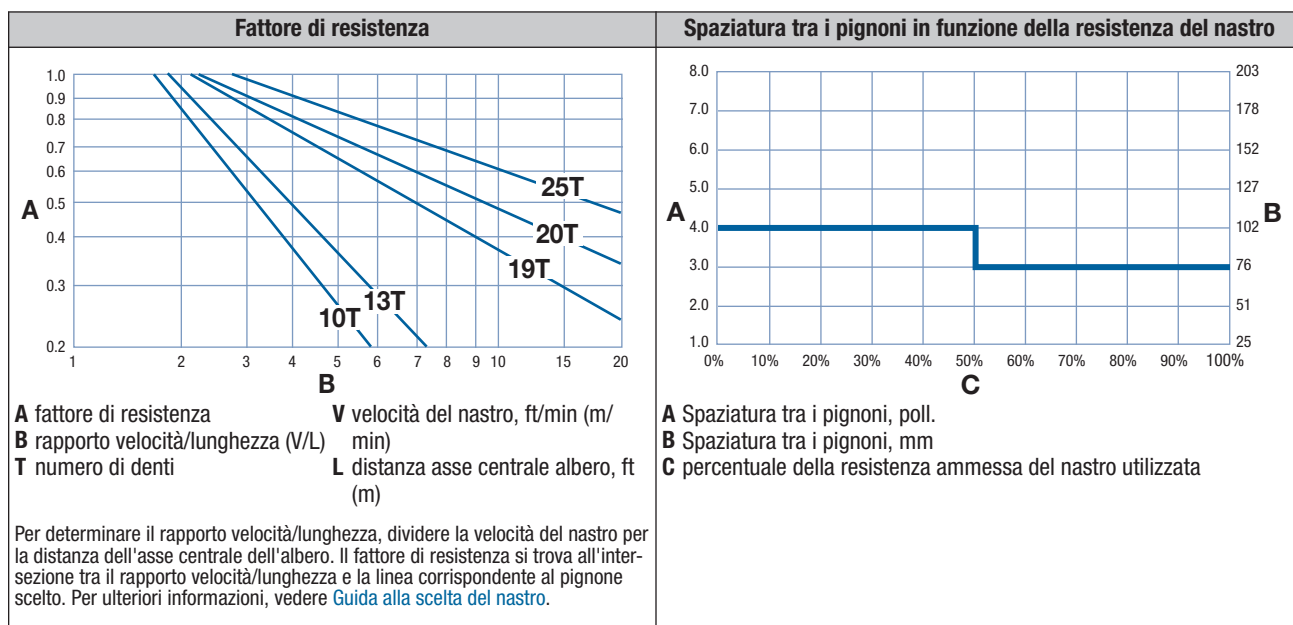 Fattore di resistenza
1.0
0.9
0.8
0.7
0.6
0.5
0.4
0.3
0.2
A
25T
20T
19T
13T
10T
1 2 3 4 5 6 7 8 9 10 15 20
B
A fattore di resistenza
B rapporto velocità/lunghezza (V/L)
T numero di denti
V velocità del nastro, ft/min (m/
min)
L distanza asse centrale albero, ft
(m)
Per determinare il rapporto velocità/lunghezza, dividere la velocità del nastro per
la distanza dell'asse centrale dell'albero. Il fattore di resistenza si trova all'inter-
sezione tra il rapporto velocità/lunghezza e la linea corrispondente al pignone
scelto. Per ulteriori informazioni, vedere Guida alla scelta del nastro.
Spaziatura tra i pignoni in funzione della resistenza del nastro
8.0
7.0
6.0
5.0
4.0
3.0
2.0
1.0
A
203
178
152
127
102
76
51
25
B
0% 10% 20% 30% 40% 50% 60% 70% 80% 90% 100%
C
A Spaziatura tra i pignoni, poll.
B Spaziatura tra i pignoni, mm
C percentuale della resistenza ammessa del nastro utilizzata